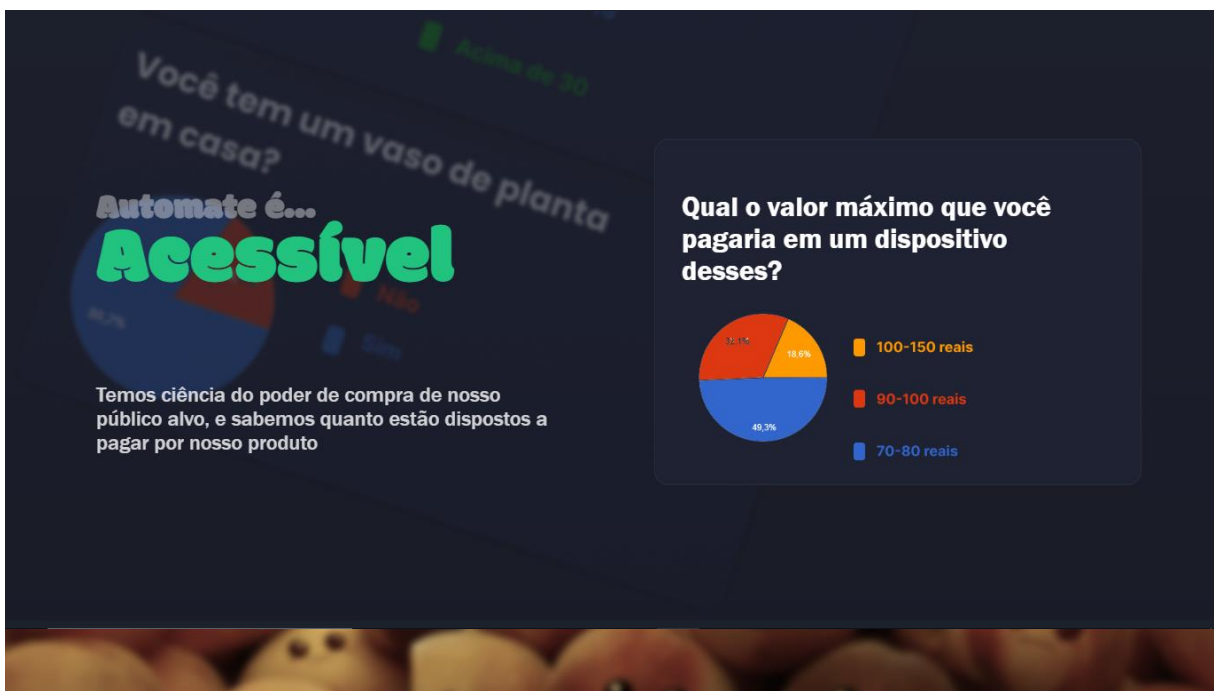 Acima de 30
Você tem um vaso de planta
em casa?
Não
Sim
Automate é...
Acessível
Temos ciência do poder de compra de nosso
público alvo, e sabemos quanto estão dispostos a
pagar por nosso produto
Qual o valor máximo que você
pagaria em um dispositivo
desses?
32,1%
18,6%
49,3%
100-150 reais
90-100 reais
70-80 reais